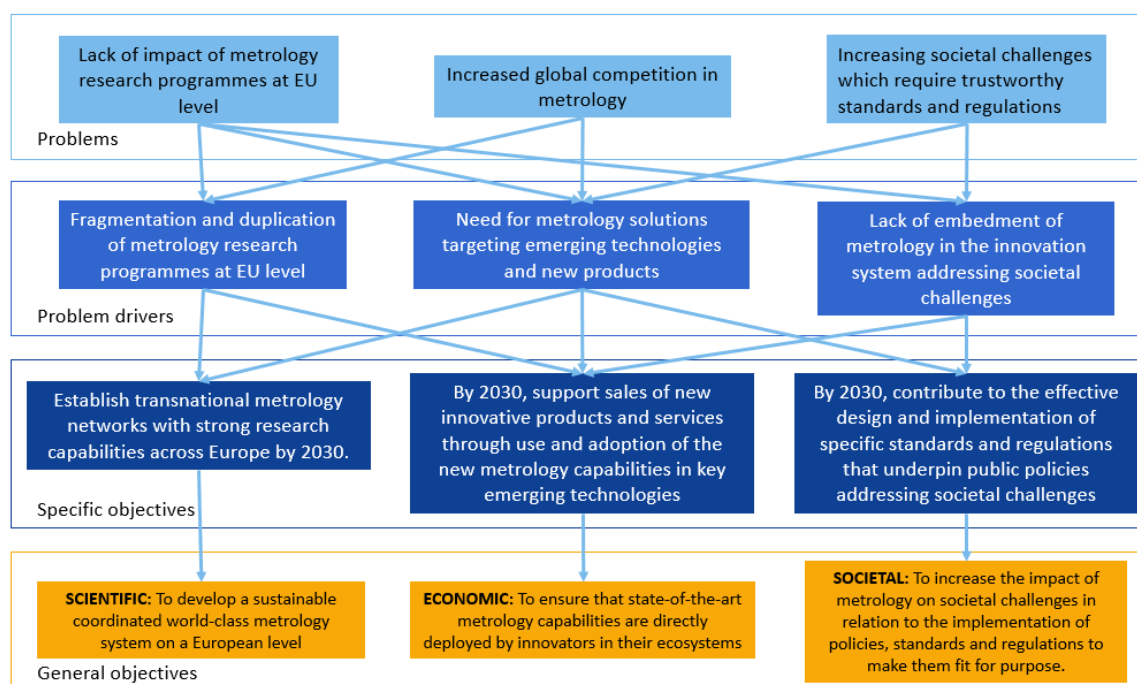 Lack of impact of metrology
research programmes at EU
level
Increased global competition in
metrology
Increasing societal challenges
which require trustworthy
standards and regulations
Problems
Fragmentation and duplication
of metrology research
programmes at EU level
Need for metrology solutions
targeting emerging technologies
and new products
Lack of embedment of
metrology in the innovation
system addressing societal
challenges
Problem drivers
Establish transnational metrology
networks with strong research
capabilities across Europe by 2030.
By 2030, support sales of new
innovative products and services
through use and adoption of the
new metrology capabilities in key
emerging technologies
By 2030, contribute to the effective
design and implementation of
specific standards and regulations
that underpin public policies
addressing societal challenges
Specific objectives
SCIENTIFIC: To develop a sustainable
coordinated world-class metrology
system on a European level
ECONOMIC: To ensure that state-of-the-art
metrology capabilities are directly
deployed by innovators in their ecosystems
SOCIETAL: To increase the impact of
metrology on societal challenges in
relation to the implementation of
policies, standards and regulations to
make them fit for purpose.
General objectives